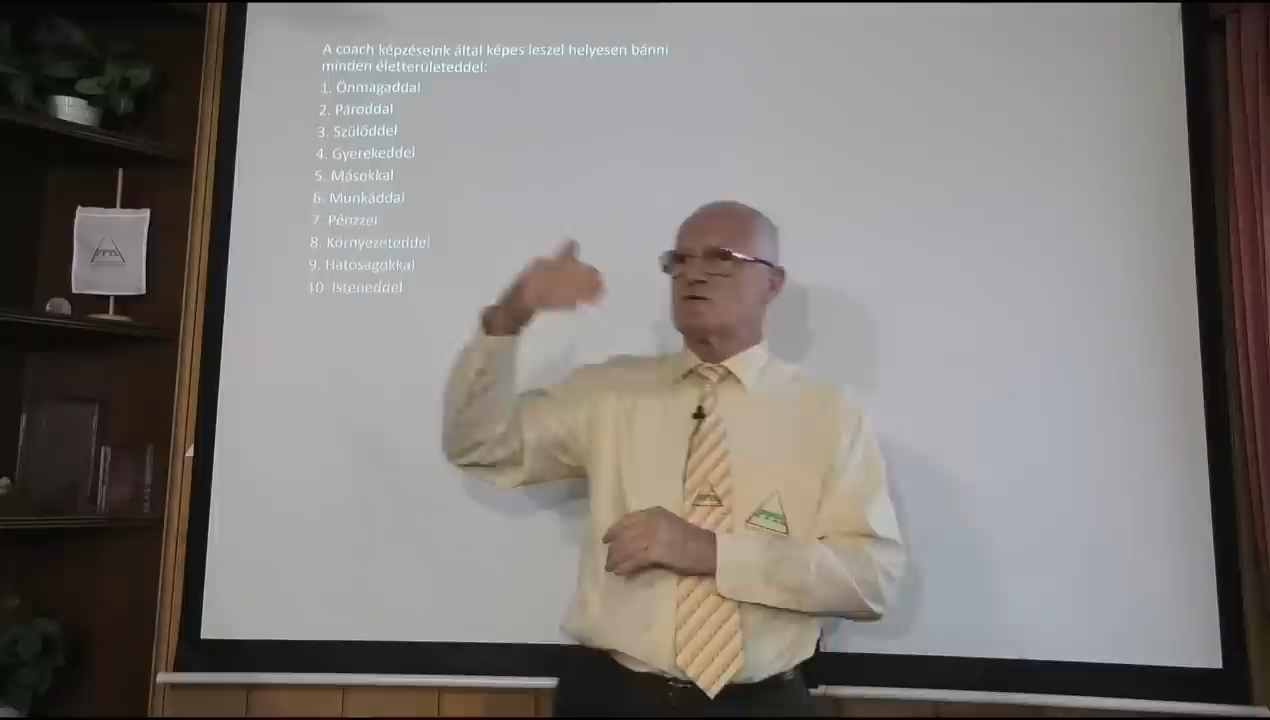 A coach képzéseink által képes leszel helyesen bánni
minden életterületeddel:
1. Önmagaddal
2. Pároddal
3. Szülőddel
4. Gyerekeddel
5. Másokkal
6. Munkáddal
7 Pénzzel
8. Környezeteddel
9. Hatóságokkal
10 Isteneddel